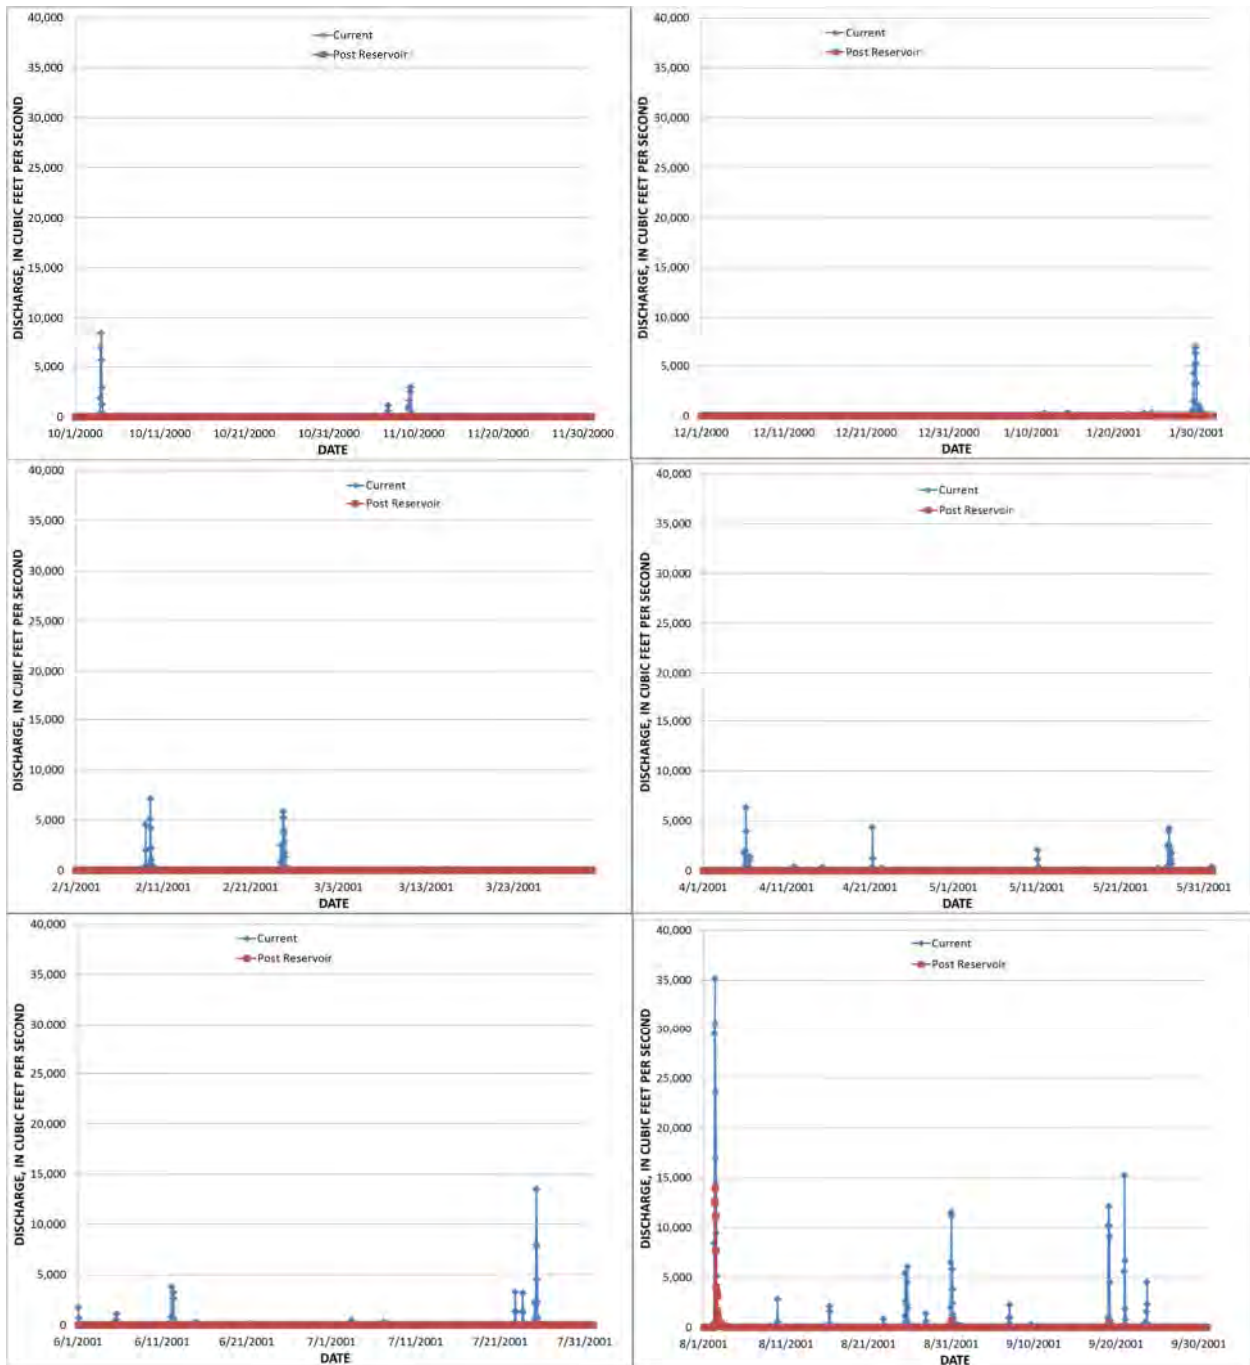 40,000
35,000
30,000
25,000
20,000
15,000
10,000
5,000
0
DISCHARGE, IN CUBIC FEET PER SECOND
Current
Post Reservoir
10/1/2000 10/11/2000 10/21/2000 10/31/2000 11/10/2000 11/20/2000 11/30/2000
DATE
40,000
35,000
30,000
25,000
20,000
15,000
10,000
5,000
0
DISCHARGE, IN CUBIC FEET PER SECOND
Current
Post Reservoir
12/1/2000 12/11/2000 12/21/2000 12/31/2000 1/10/2001 1/20/2001 1/30/2001
DATE
40,000
35,000
30,000
25,000
20,000
15,000
10,000
5,000
0
DISCHARGE, IN CUBIC FEET PER SECOND
Current
Post Reservoir
2/1/2001 2/11/2001 2/21/2001 3/3/2001 3/13/2001 3/23/2001
DATE
40,000
35,000
30,000
25,000
20,000
15,000
10,000
5,000
0
DISCHARGE, IN CUBIC FEET PER SECOND
Current
Post Reservoir
4/1/2001 4/11/2001 4/21/2001 5/1/2001 5/11/2001 5/21/2001 5/31/2001
DATE
40,000
35,000
30,000
25,000
20,000
15,000
10,000
5,000
0
DISCHARGE, IN CUBIC FEET PER SECOND
Current
Post Reservoir
6/1/2001 6/11/2001 6/21/2001 7/1/2001 7/11/2001 7/21/2001 7/31/2001
DATE
40,000
35,000
30,000
25,000
20,000
15,000
10,000
5,000
0
DISCHARGE, IN CUBIC FEET PER SECOND
Current
Post Reservoir
8/1/2001 8/11/2001 8/21/2001 8/31/2001 9/10/2001 9/20/2001 9/30/2001
DATE